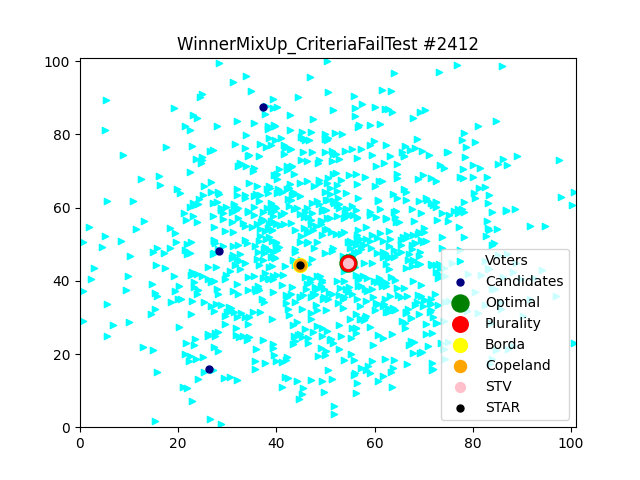 WinnerMixUp_CriteriaFailTest #2412
100
80
60
40
20
0
0 20 40 60 80 100
Voters
Candidates
Optimal
Plurality
Borda
Copeland
STV
STAR